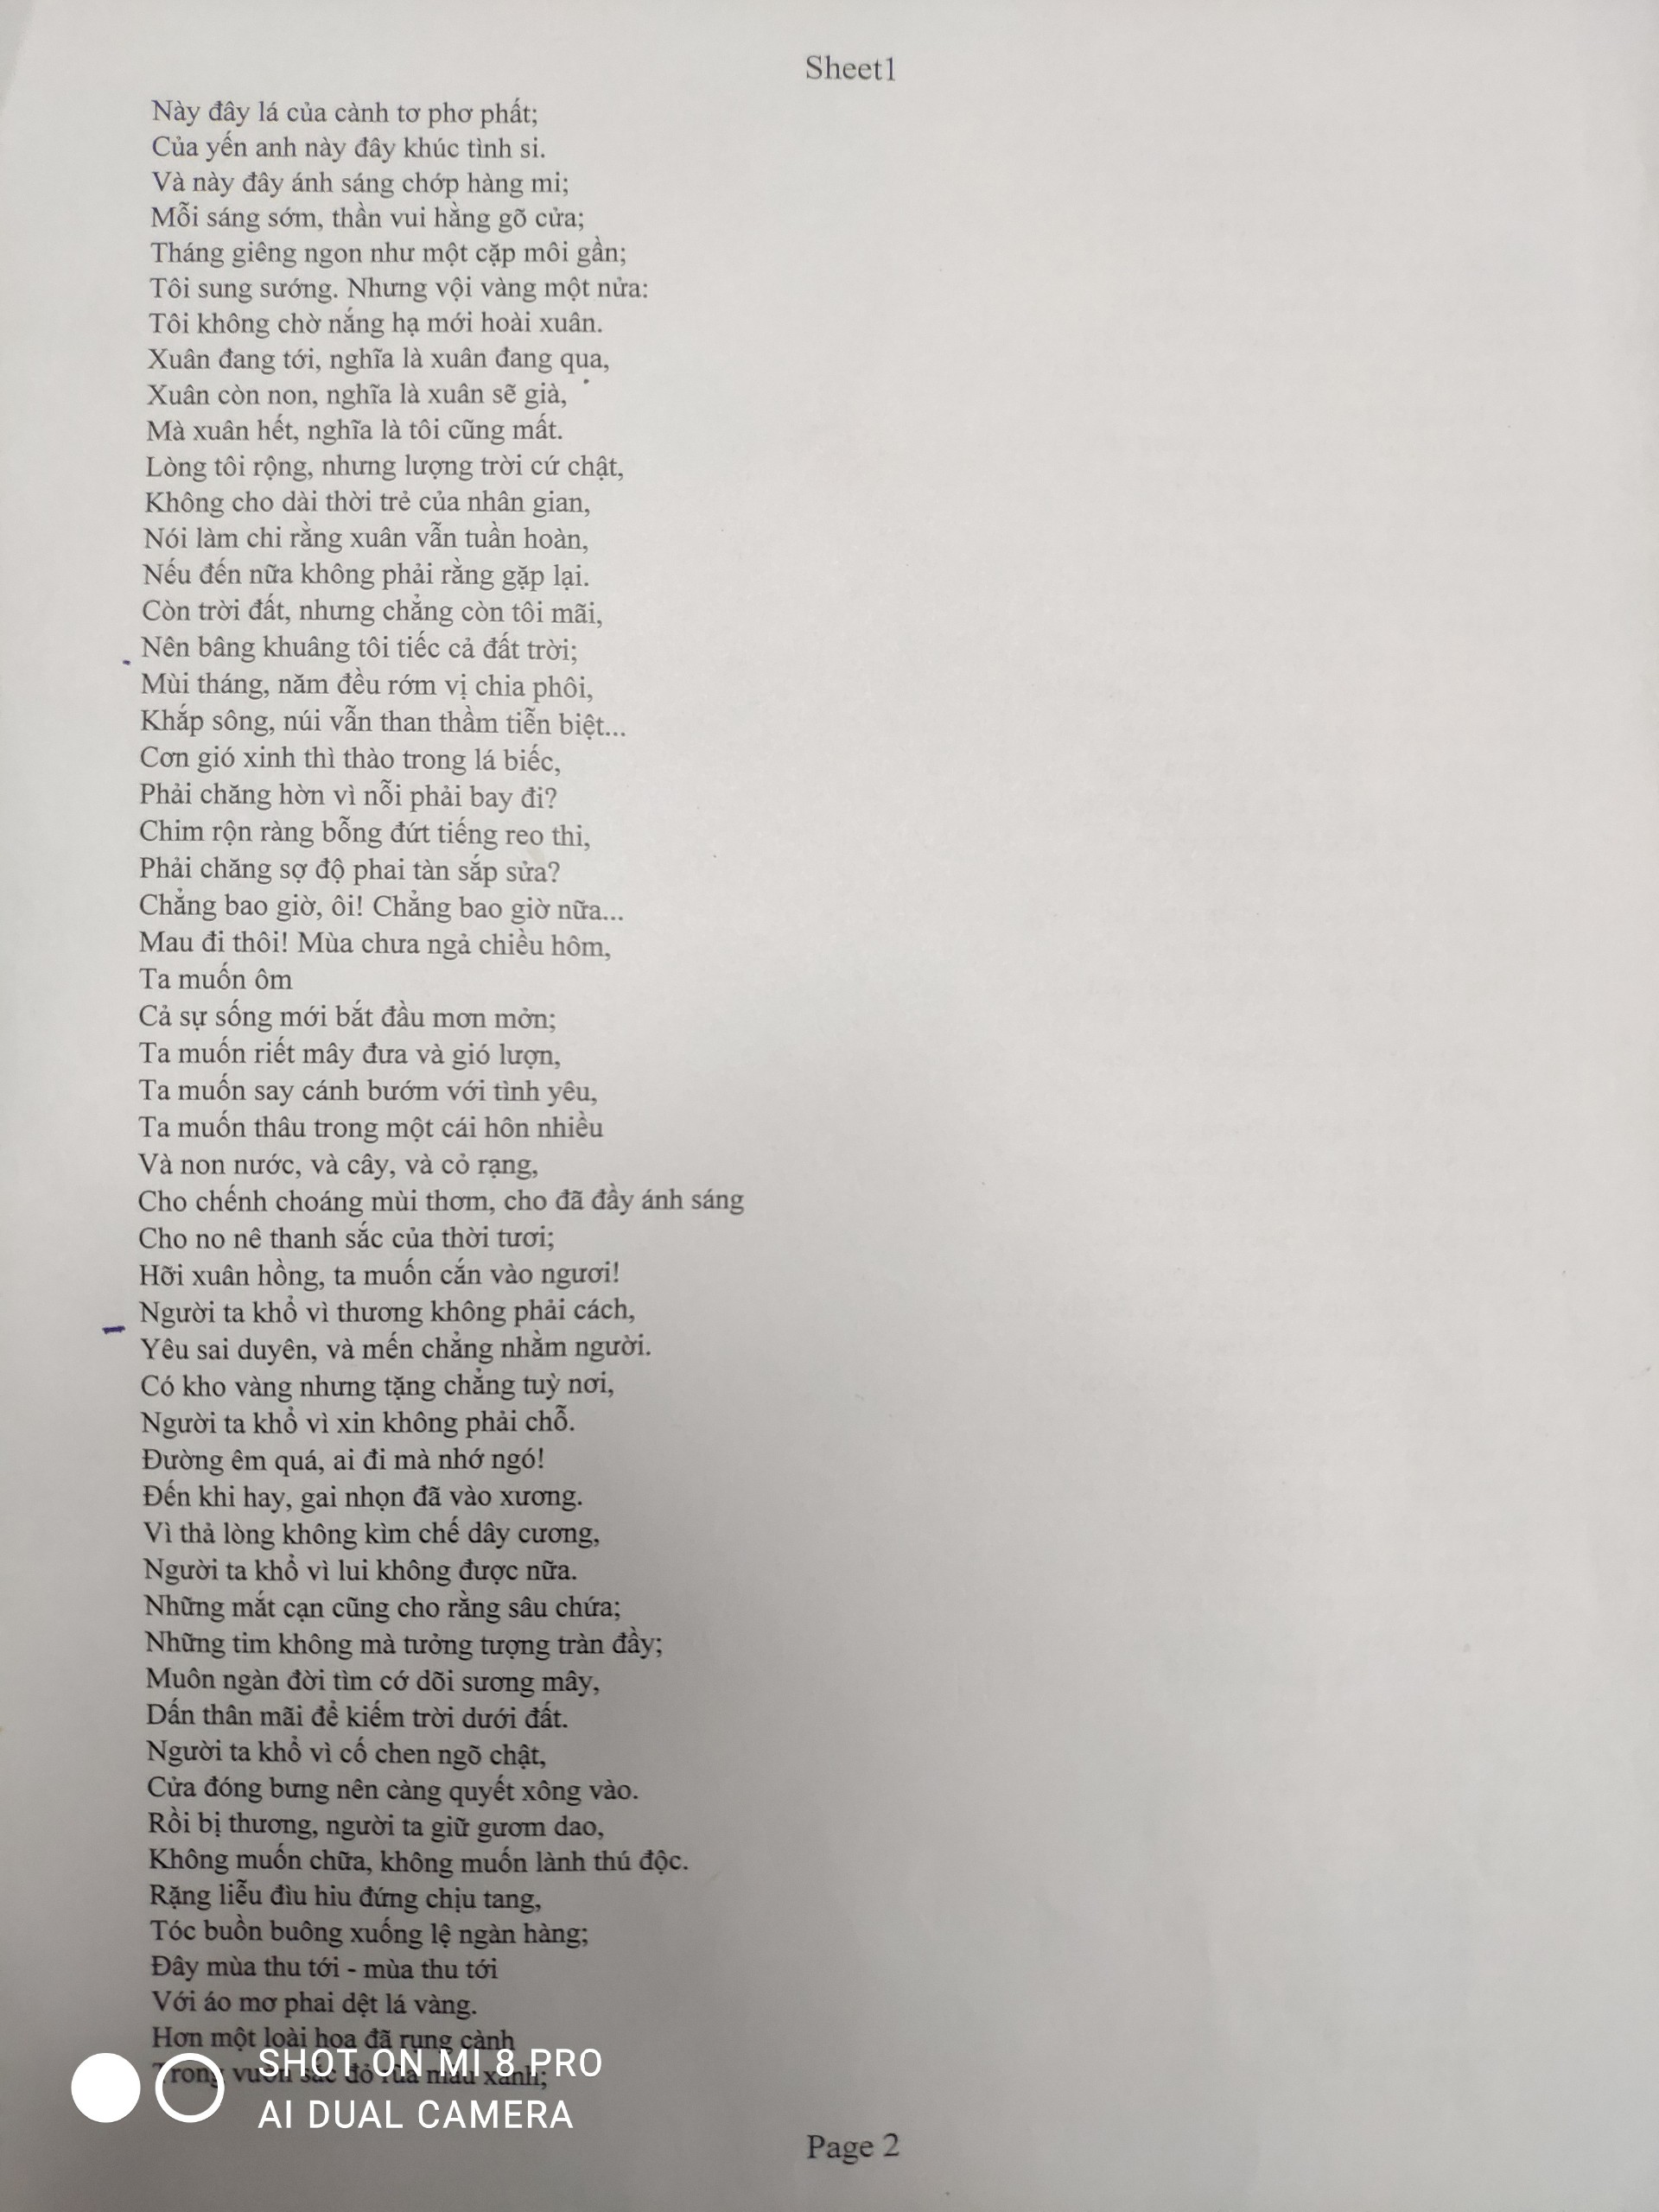 Sheet1
Này đây lá của cành tơ phơ phất;
Của yến anh này đây khúc tình si.
Và này đây ánh sáng chớp hàng mi;
Mỗi sáng sớm, thần vui hằng gõ cửa;
Tháng giêng ngon như một cặp môi gần;
Tôi sung sướng. Nhưng vội vàng một nửa:
Tôi không chờ nắng hạ mới hoài xuân.
Xuân đang tới, nghĩa là xuân đang qua,
Xuân còn non, nghĩa là xuân sẽ già,
Mà xuân hết, nghĩa là tôi cũng mất.
Lòng tôi rộng, nhưng lượng trời cứ chật,
Không cho dài thời trẻ của nhân gian,
Nói làm chi rằng xuân vẫn tuần hoàn,
Nếu đến nữa không phải rằng gặp lại.
Còn trời đất, nhưng chẳng còn tôi mãi,
Nên bâng khuâng tôi tiếc cả đất trời;
Mùi tháng, năm đều rớm vị chia phôi,
Khắp sông, núi vẫn than thầm tiễn biệt...
Cơn gió xinh thì thào trong lá biếc,
Phải chăng hờn vì nỗi phải bay đi?
Chim rộn ràng bỗng đứt tiếng reo thi,
Phải chăng sợ độ phai tàn sắp sửa?
Chẳng bao giờ, ôi! Chẳng bao giờ nữa...
Mau đi thôi! Mùa chưa ngả chiều hôm,
Ta muốn ôm
Cả sự sống mới bắt đầu mơn mởn;
Ta muốn riết mây đưa và gió lượn,
Ta muốn say cánh bướm với tình yêu,
Ta muốn thâu trong một cái hôn nhiều
Và non nước, và cây, và cỏ rạng,
Cho chếnh choáng mùi thơm, cho đã đầy ánh sáng
Cho no nê thanh sắc của thời tươi;
Hỡi xuân hồng, ta muốn cắn vào ngươi!
Người ta khổ vì thương không phải cách,
Yêu sai duyên, và mến chẳng nhằm người.
Có kho vàng nhưng tặng chẳng tuỳ nơi,
Người ta khổ vì xin không phải chỗ.
Đường êm quá, ai đi mà nhớ ngó!
Đến khi hay, gai nhọn đã vào xương.
Vì thả lòng không kìm chế dây cương,
Người ta khổ vì lui không được nữa.
Những mắt cạn cũng cho rằng sâu chứa;
Những tim không mà tưởng tượng tràn đầy;
Muôn ngàn đời tìm cớ dõi sương mây,
Dấn thân mãi để kiếm trời dưới đất.
Người ta khổ vì cố chen ngõ chật,
Cửa đóng bưng nên càng quyết xông vào.
Rồi bị thương, người ta giữ gươm dao,
Không muốn chữa, không muốn lành thú độc.
Rặng liễu đìu hiu đứng chịu tang,
Tóc buồn buông xuống lệ ngàn hàng;
Đây mùa thu tới - mùa thu tới
Với áo mơ phai dệt lá vàng.
Hơn một loài hoa đã rụng cành
Trong vườn sắc đỏ rũa màu xanh;
SHOT ON MI 8 PRO
AI DUAL CAMERA
Page 2